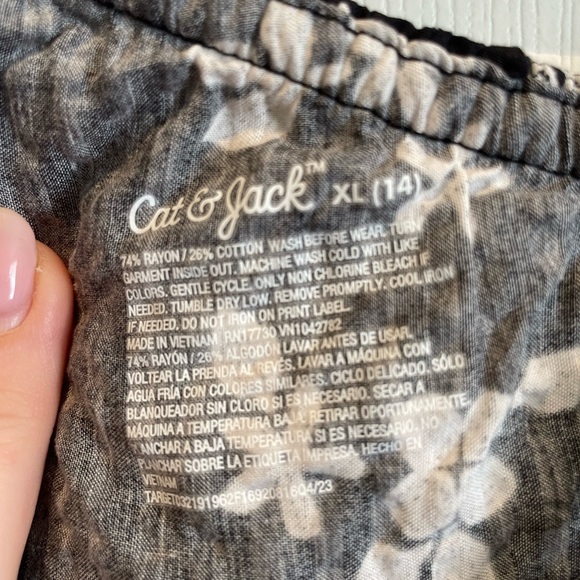 Cat & Jack™ XL (14)
74% RAYON / 26% COTTON WASH BEFORE WEAR. TURN
GARMENT INSIDE OUT. MACHINE WASH COLD WITH LIKE
COLORS. GENTLE CYCLE. ONLY NON CHLORINE BLEACH IF
NEEDED. TUMBLE DRY LOW. REMOVE PROMPTLY. COOL IRON
IF NEEDED, DO NOT IRON ON PRINT LABEL.
MADE IN VIETNAM RN17730 VN1042782
74% RAYÓN / 26% ALGODÓN LAVAR ANTES DE USAR.
VOLTEAR LA PRENDA AL REVÉS. LAVAR A MÁQUINA CON
AGUA FRÍA CON COLORES SIMILARES. CICLO DELICADO. SÓLO
BLANQUEADOR SIN CLORO SI ES NECESARIO. SECAR A
MÁQUINA A TEMPERATURA BAJA. RETIRAR OPORTUNAMENTE.
PLANCHAR A BAJA TEMPERATURA SI ES NECESARIO. NO
PLANCHAR SOBRE LA ETIQUETA IMPRESA. HECHO EN
VIETNAM
TARGET032191962F1692081604/23